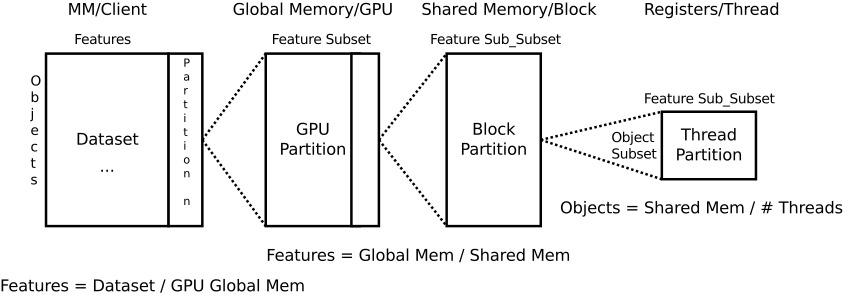 MM/Client
Global Memory/GPU
Shared Memory/Block
Registers/Thread
Features
Feature Subset
Feature Sub_Subset
Objects
Dataset
...
Partition n
GPU
Partition
Block
Partition
Feature Sub_Subset
Object
Subset
Thread
Partition
Objects = Shared Mem / # Threads
Features = Global Mem / Shared Mem
Features = Dataset / GPU Global Mem